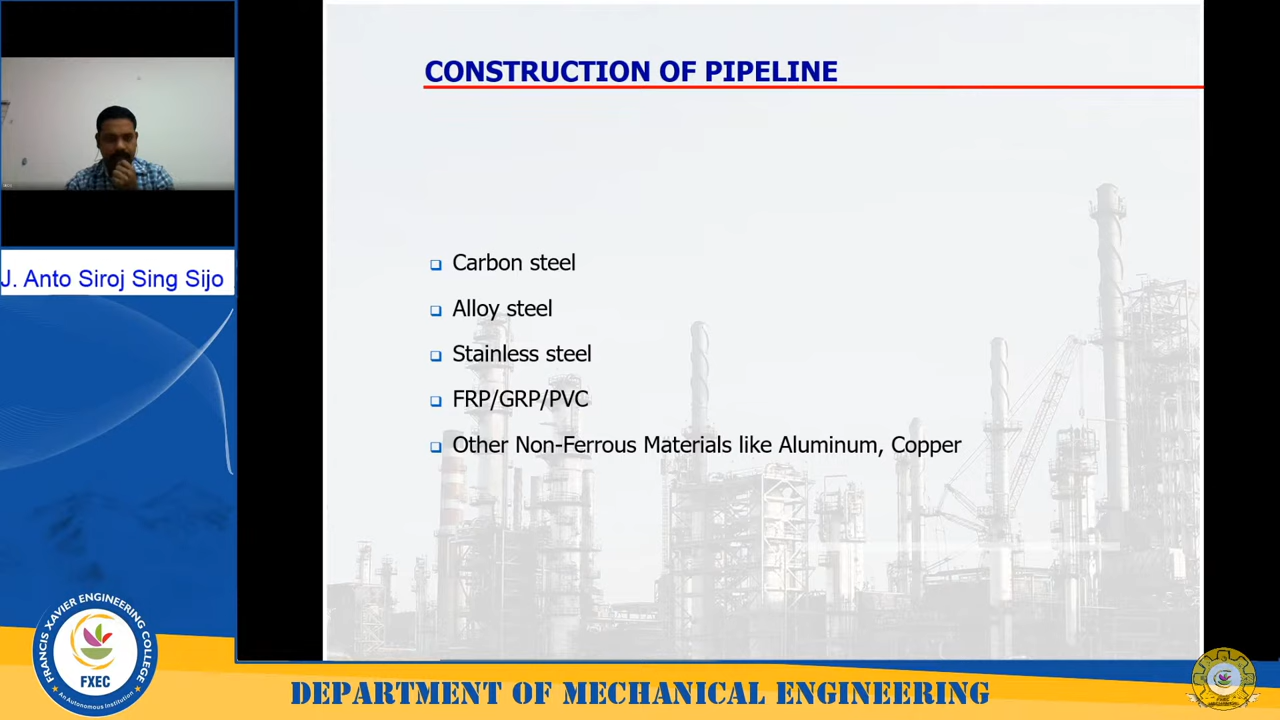 CONSTRUCTION OF PIPELINE
J. Anto Siroj Sing Sijo
Carbon steel
Alloy steel
Stainless steel
FRP/GRP/PVC
Other Non-Ferrous Materials like Aluminum, Copper
FRANCIS XAVIER ENGINEERING COLLEGE
FXEC
An Autonomous Institution
DEPARTMENT OF MECHANICAL ENGINEERING